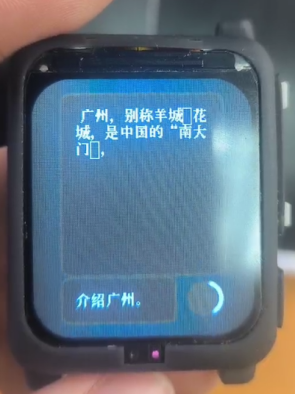 广州，别称羊城□花
城，是中国的“南大
门□，
介绍广州。